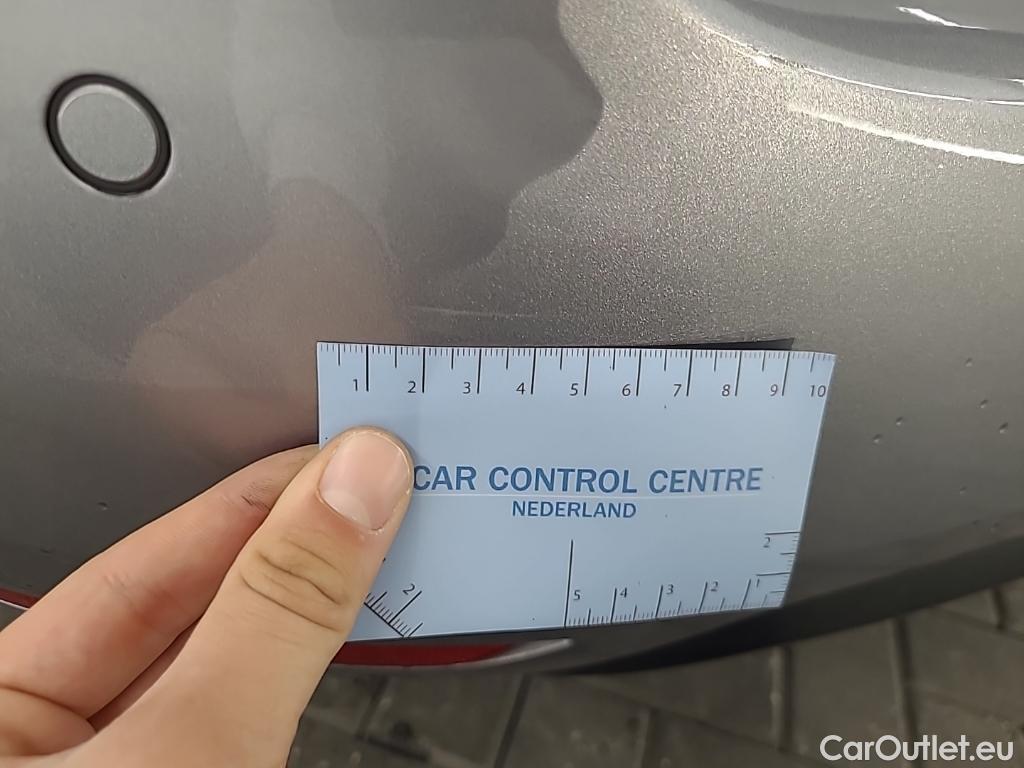 1 2 3 4 5 6 7 8 9 10
CAR CONTROL CENTRE
NEDERLAND
2
2 5 4 3 2 1
CarOutlet.eu